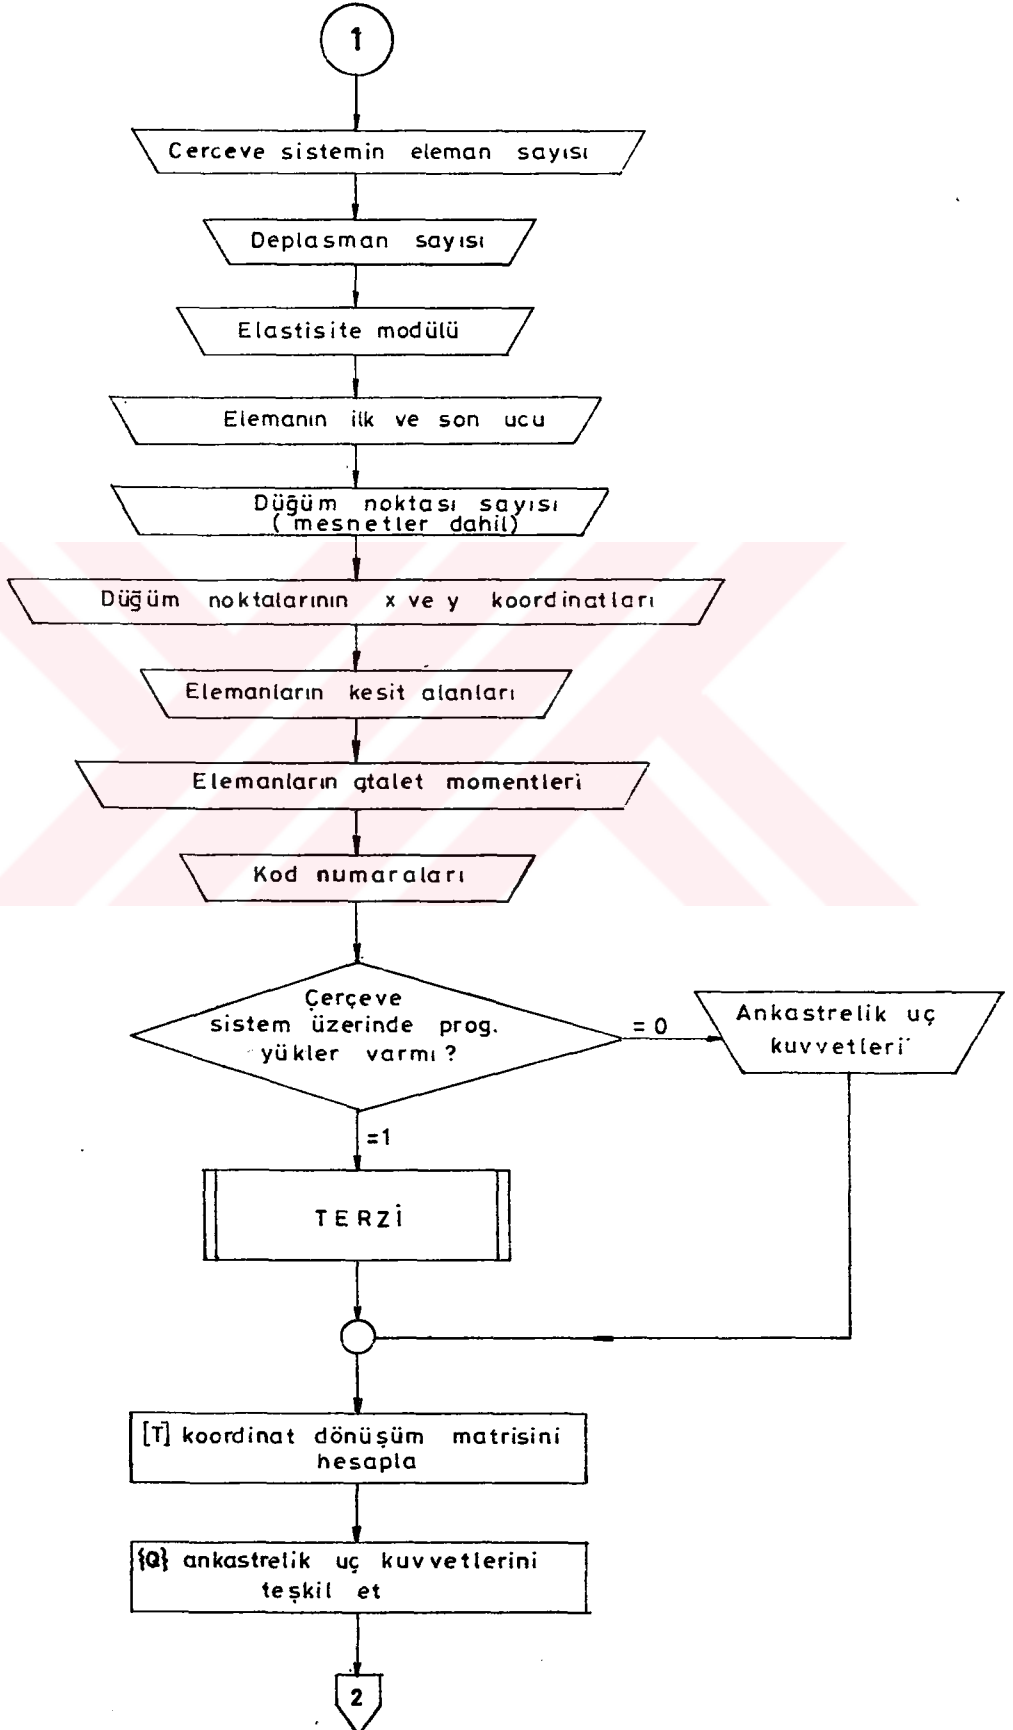 1
Cerceve sistemin eleman sayısı
Deplasman sayısı
Elastisite modülü
Elemanın ilk ve son ucu
Düğüm noktası sayısı
( mesnetler dahil)
Düğüm noktalarının x ve y koordinatları
Elemanların kesit alanları
Elemanların atalet momentleri
Kod numaraları
Çerçeve
sistem üzerinde prog.
yükler varmı ?
= 0
Ankastrelik uç
kuvvetleri
=1
TERZİ
[T] koordinat dönüşüm matrisini
hesapla
{Q} ankastrelik uç kuvvetlerini
teşkil et
2